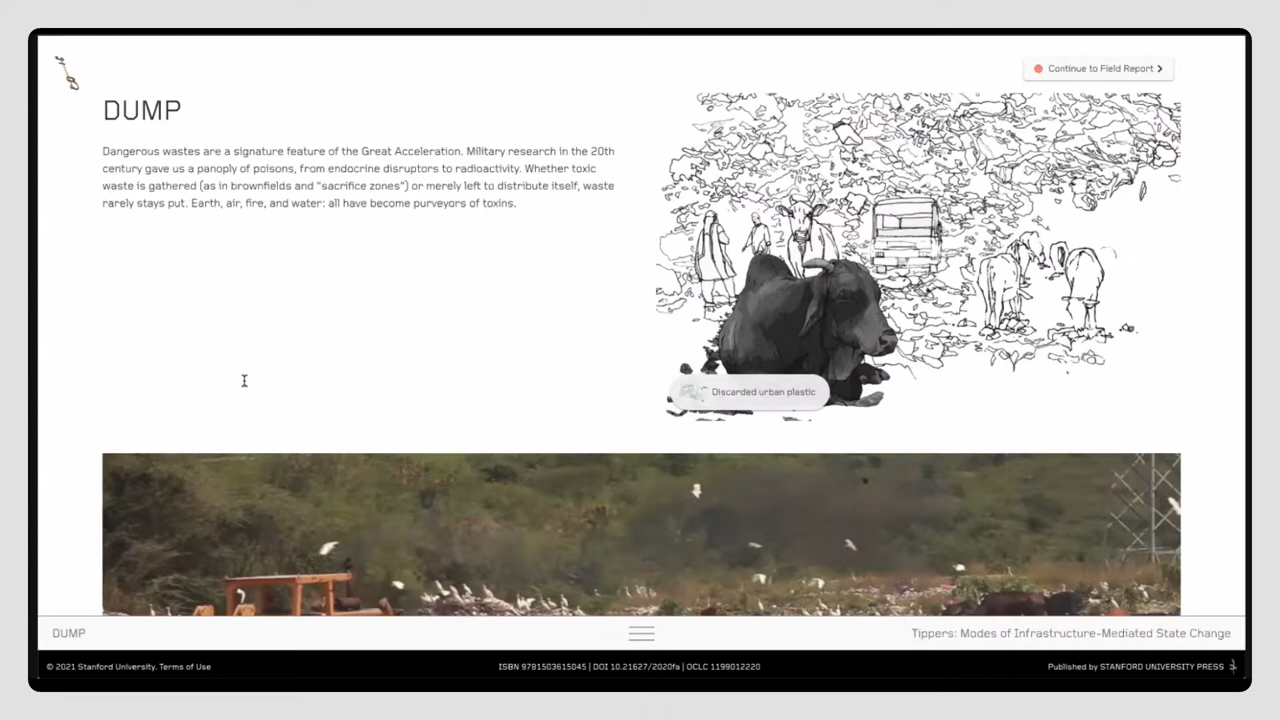 Continue to Field Report
DUMP
Dangerous wastes are a signature feature of the Great Acceleration. Military research in the 20th
century gave us a panoply of poisons, from endocrine disruptors to radioactivity. Whether toxic
waste is gathered (as in brownfields and "sacrifice zones") or merely left to distribute itself, waste
rarely stays put. Earth, air, fire, and water: all have become purveyors of toxins.
Discarded urban plastic
DUMP
Tippers: Modes of Infrastructure-Mediated State Change
© 2021 Stanford University. Terms of Use
ISBN 9781503615045 | DOI 10.21627/2020fa | OCLC 1199012220
Published by STANFORD UNIVERSITY PRESS